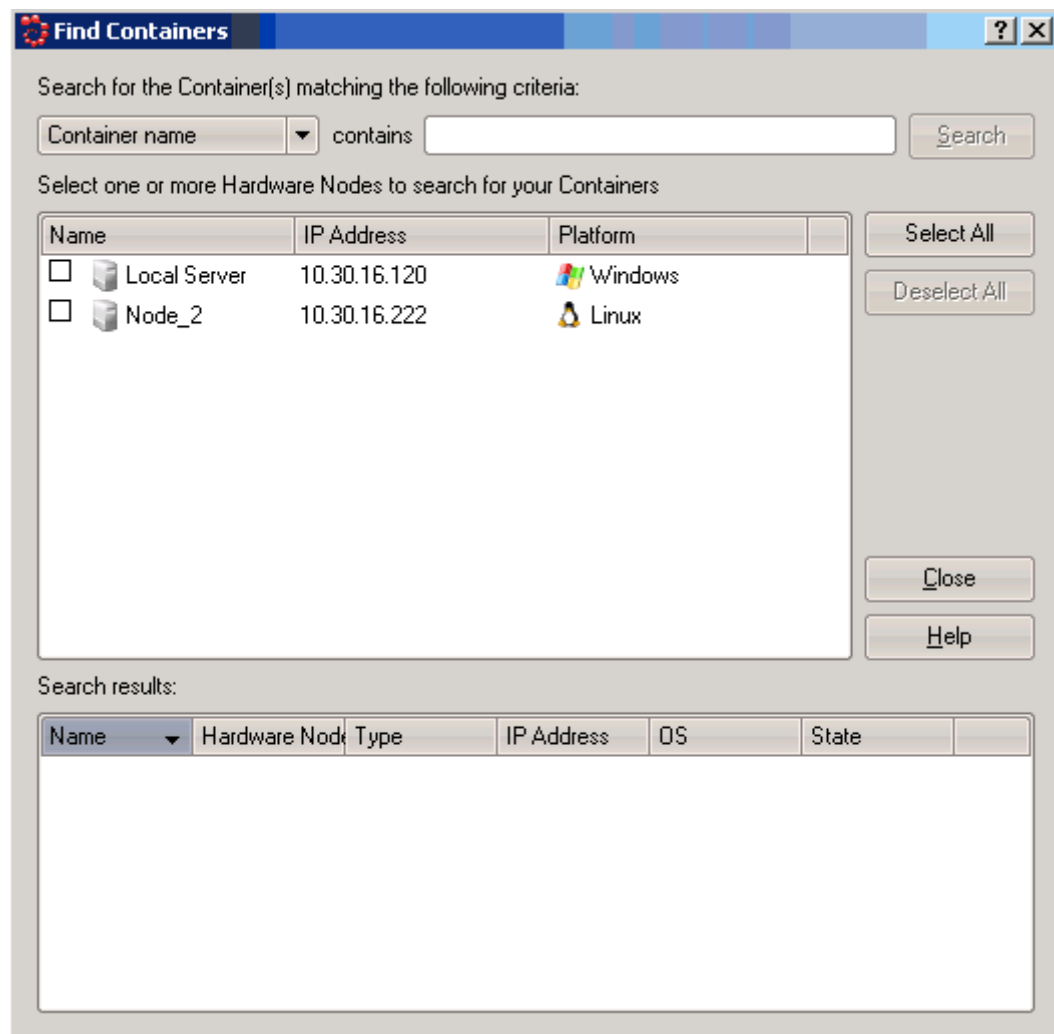 Find Containers
Search for the Container(s) matching the following criteria:
Container name contains Search
Select one or more Hardware Nodes to search for your Containers
Name IP Address Platform Select All
Local Server 10.30.16.120 Windows Deselect All
Node_2 10.30.16.222 Linux
Close
Help
Search results:
Name Hardware Node Type IP Address OS State